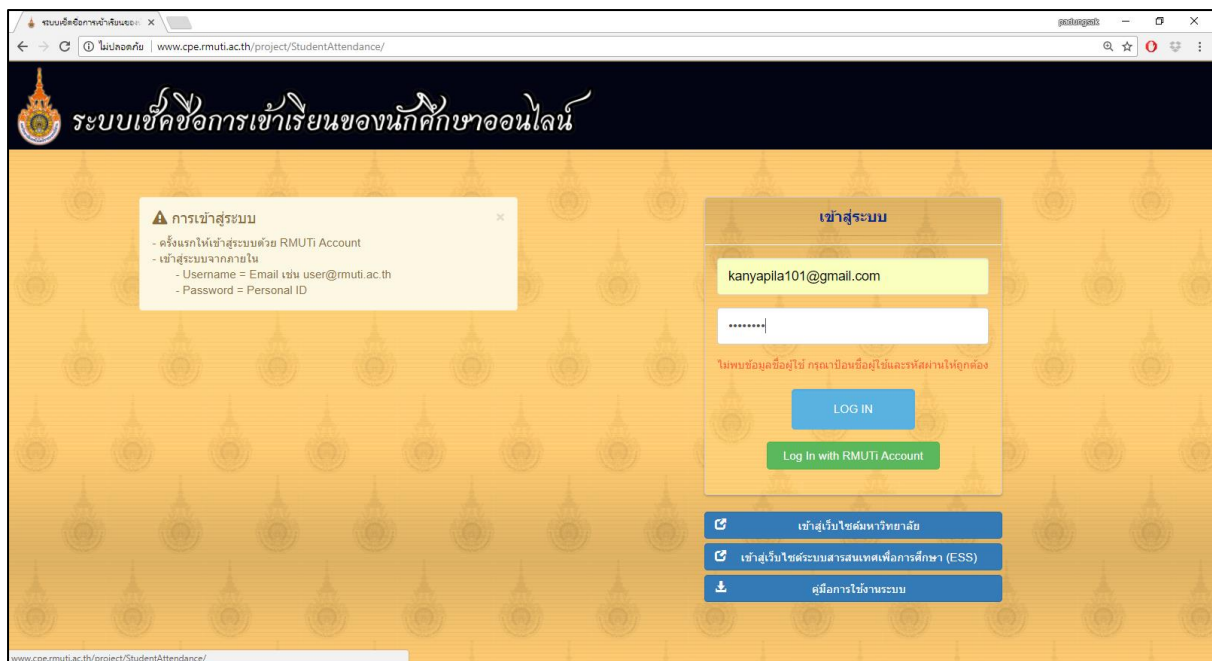 ระบบเช็คชื่อการเข้าเรียนของ
padungsak
ไม่ปลอดภัย | www.cpe.rmuti.ac.th/project/StudentAttendance/
ระบบเช็คชื่อการเข้าเรียนของนักศึกษาออนไลน์
การเข้าสู่ระบบ ×
- ครั้งแรกให้เข้าสู่ระบบด้วย RMUTi Account
- เข้าสู่ระบบจากภายใน
- Username = Email เช่น user@rmuti.ac.th
- Password = Personal ID
เข้าสู่ระบบ
kanyapila101@gmail.com
••••••••
ไม่พบข้อมูลชื่อผู้ใช้ กรุณาป้อนชื่อผู้ใช้และรหัสผ่านให้ถูกต้อง
LOG IN
Log In with RMUTi Account
เข้าสู่เว็บไซต์มหาวิทยาลัย
เข้าสู่เว็บไซต์ระบบสารสนเทศเพื่อการศึกษา (ESS)
คู่มือการใช้งานระบบ
www.cpe.rmuti.ac.th/project/StudentAttendance/